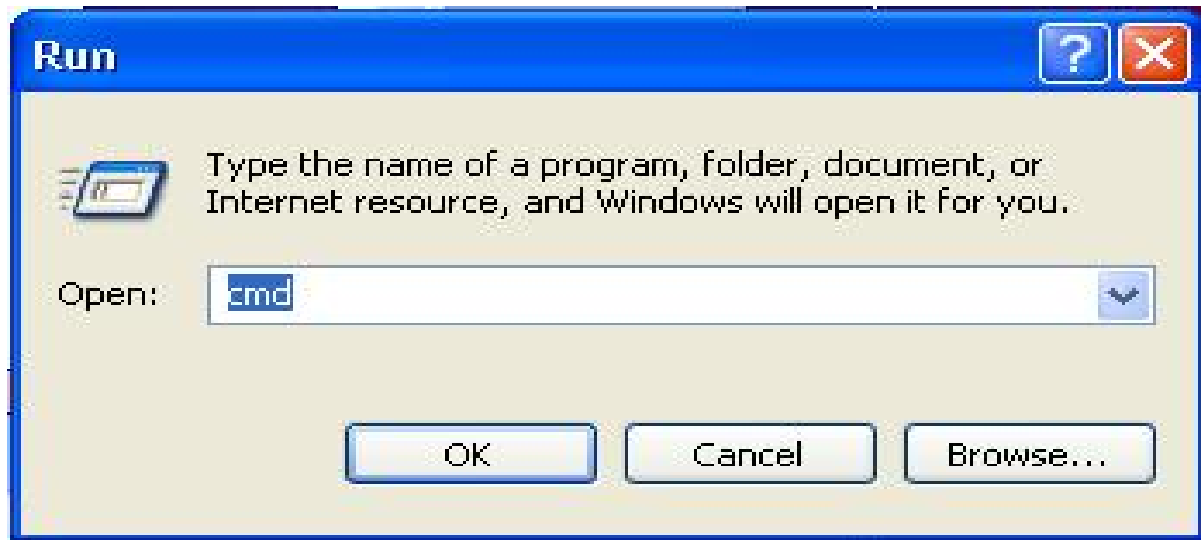 Run
?
Type the name of a program, folder, document, or
Internet resource, and Windows will open it for you.
Open: cmd
OK Cancel Browse...